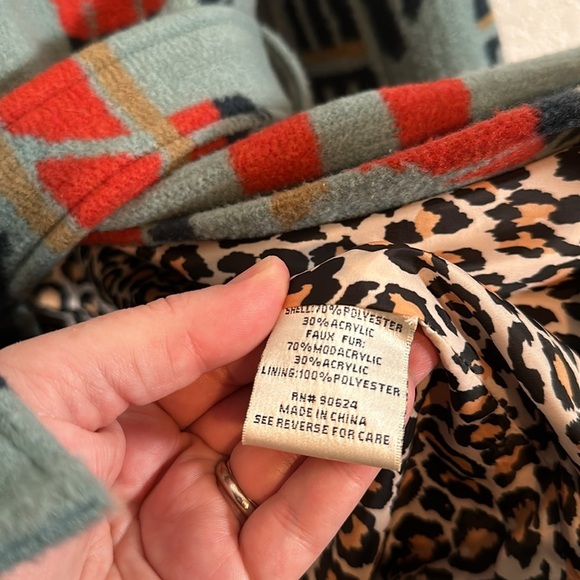 SHELL:70%POLYESTER
30%ACRYLIC
FAUX FUR:
70%MODACRYLIC
30%ACRYLIC
LINING:100%POLYESTER
RN# 90624
MADE IN CHINA
SEE REVERSE FOR CARE